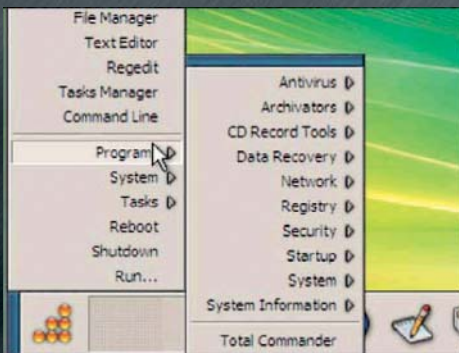 File Manager
Text Editor
Regedit
Tasks Manager
Command Line
Program
System
Tasks
Reboot
Shutdown
Run...
Antivirus
Archivators
CD Record Tools
Data Recovery
Network
Registry
Security
Startup
System
System Information
Total Commander